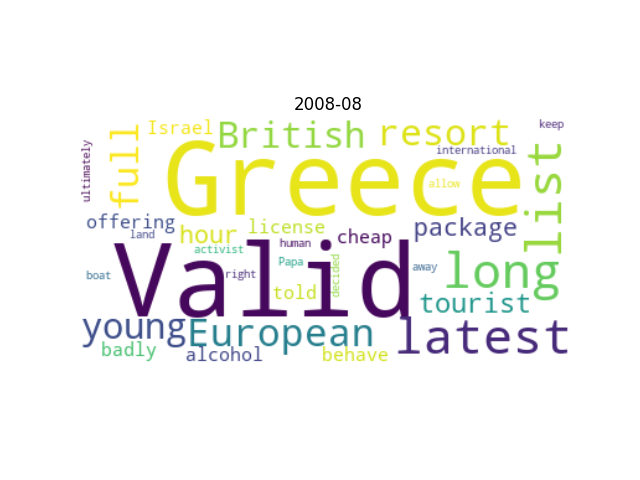 2008-08
Israel
British
resort
keep
full
Greece
international
allow
list
ultimately
offering
land
hour
license
human
cheap
package
activist
Valid
Papa
right
told
decided
away
long
boat
tourist
young
European
latest
badly
alcohol
behave